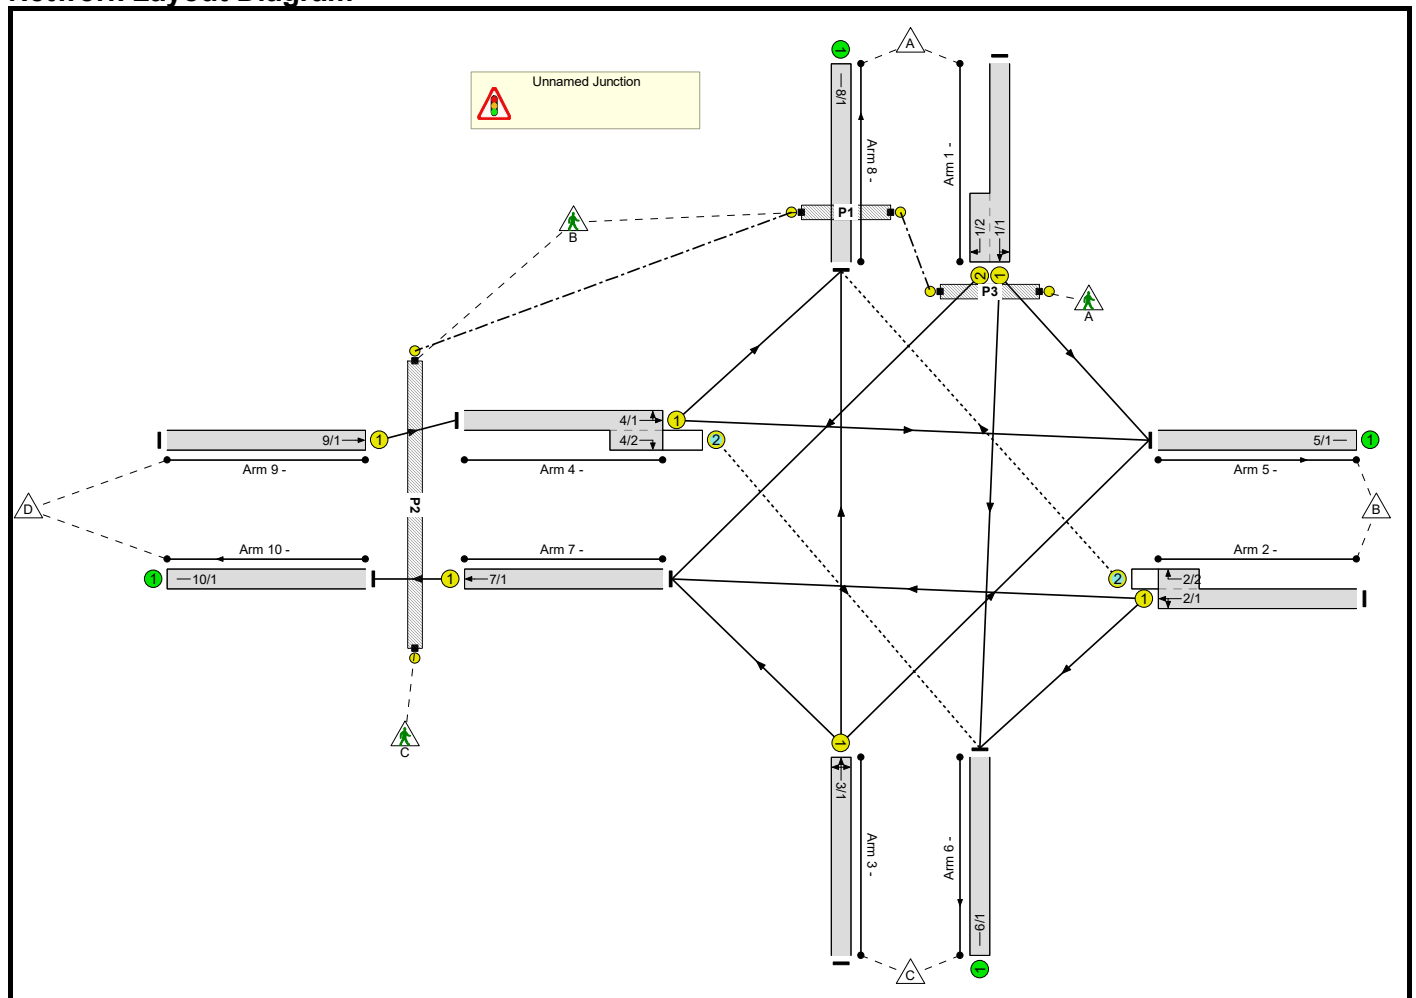 Network Layout Diagram
Unnamed Junction
1
A
8/1
Arm 8 -
Arm 1 -
1/2
1/1
P1
B
2
1
P3
A
4/1
1
9/1
1
4/2
2
5/1
1
Arm 9 -
Arm 4 -
Arm 5 -
D
P2
B
Arm 10 -
Arm 7 -
Arm 2 -
1
10/1
1
7/1
2
2/2
1
2/1
C
1
3/1
Arm 3 -
Arm 6 -
6/1
C
1